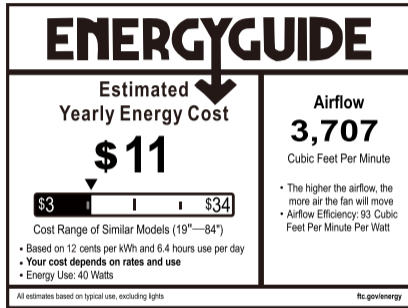 ENERGYGUIDE
Estimated
Yearly Energy Cost
$11
$3 $34
Cost Range of Similar Models (19"—84")
• Based on 12 cents per kWh and 6.4 hours use per day
• Your cost depends on rates and use
• Energy Use: 40 Watts
Airflow
3,707
Cubic Feet Per Minute
• The higher the airflow, the
more air the fan will move
• Airflow Efficiency: 93 Cubic
Feet Per Minute Per Watt
All estimates based on typical use, excluding lights
ftc.gov/energy